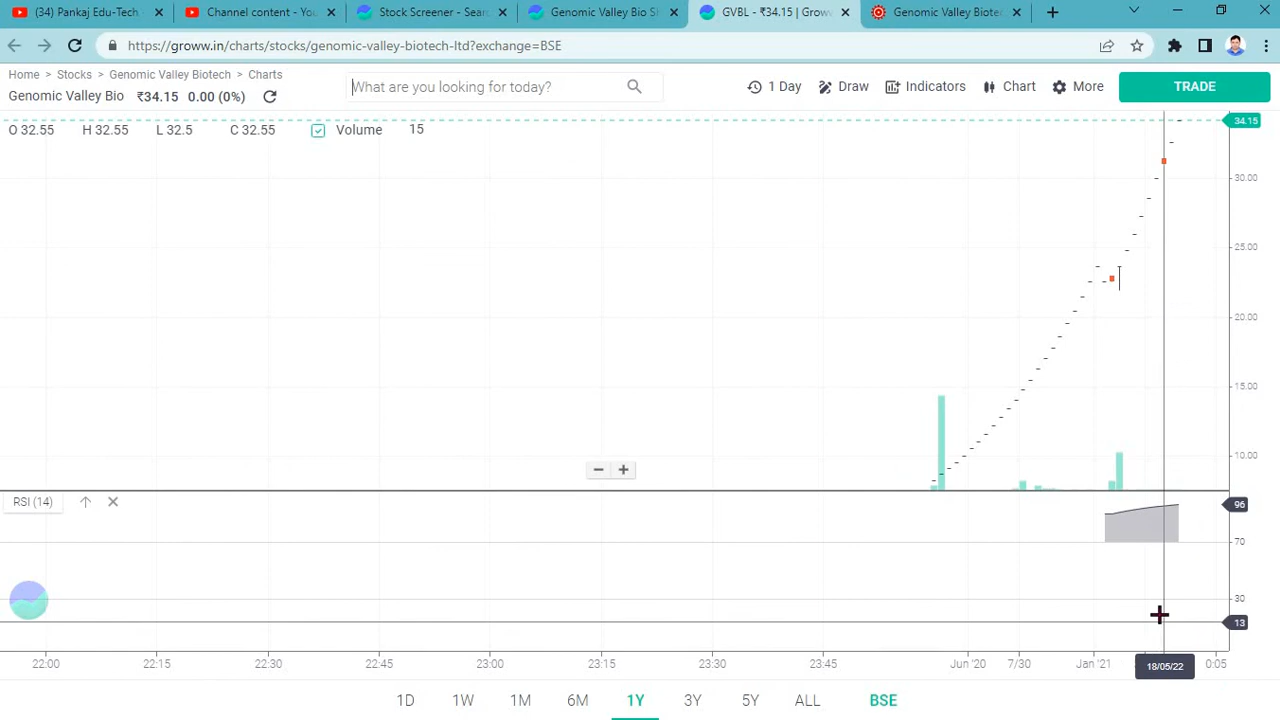 (34) Pankaj Edu-Tech
Channel content - You
Stock Screener - Sear
Genomic Valley Bio S
GVBL - ₹34.15 | Grow
Genomic Valley Biote
https://groww.in/charts/stocks/genomic-valley-biotech-ltd?exchange=BSE
Home > Stocks > Genomic Valley Biotech > Charts
Genomic Valley Bio ₹34.15 0.00 (0%)
What are you looking for today?
1 Day Draw Indicators Chart More TRADE
O 32.55 H 32.55 L 32.5 C 32.55 Volume 15
34.15
30.00
25.00
20.00
15.00
10.00
− +
RSI (14)
96
70
30
13
22:00 22:15 22:30 22:45 23:00 23:15 23:30 23:45 Jun '20 7/30 Jan '21 0:05
18/05/22
1D 1W 1M 6M 1Y 3Y 5Y ALL BSE